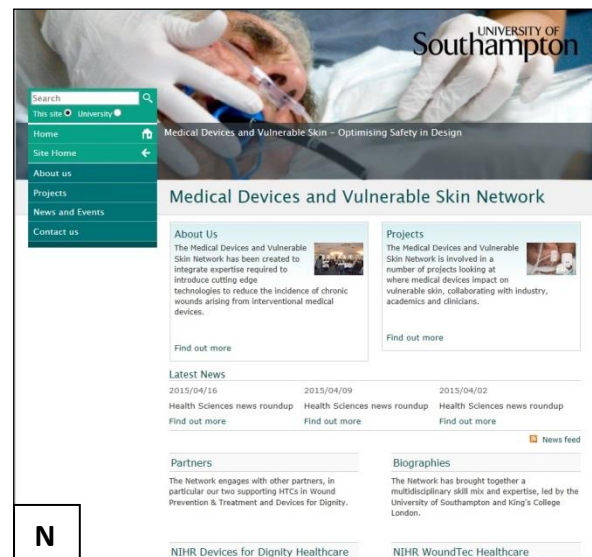 UNIVERSITY OF
Southampton
Search
This site University
Home
Site Home
About us
Projects
News and Events
Contact us
Medical Devices and Vulnerable Skin – Optimising Safety in Design
Medical Devices and Vulnerable Skin Network
About Us
The Medical Devices and Vulnerable
Skin Network has been created to
integrate expertise required to
introduce cutting edge
technologies to reduce the incidence of chronic
wounds arising from interventional medical
devices.
Find out more
Projects
The Medical Devices and Vulnerable
Skin Network is involved in a
number of projects looking at
where medical devices impact on
vulnerable skin, collaborating with industry,
academics and clinicians.
Find out more
Latest News
2015/04/16 2015/04/09 2015/04/02
Health Sciences news roundup Health Sciences news roundup Health Sciences news roundup
Find out more Find out more Find out more
News feed
Partners
The Network engages with other partners, in
particular our two supporting HTCs in Wound
Prevention & Treatment and Devices for Dignity.
Biographies
The Network has brought together a
multidisciplinary skill mix and expertise, led by the
University of Southampton and King's College
London.
NIHR Devices for Dignity Healthcare
NIHR WoundTec Healthcare
N